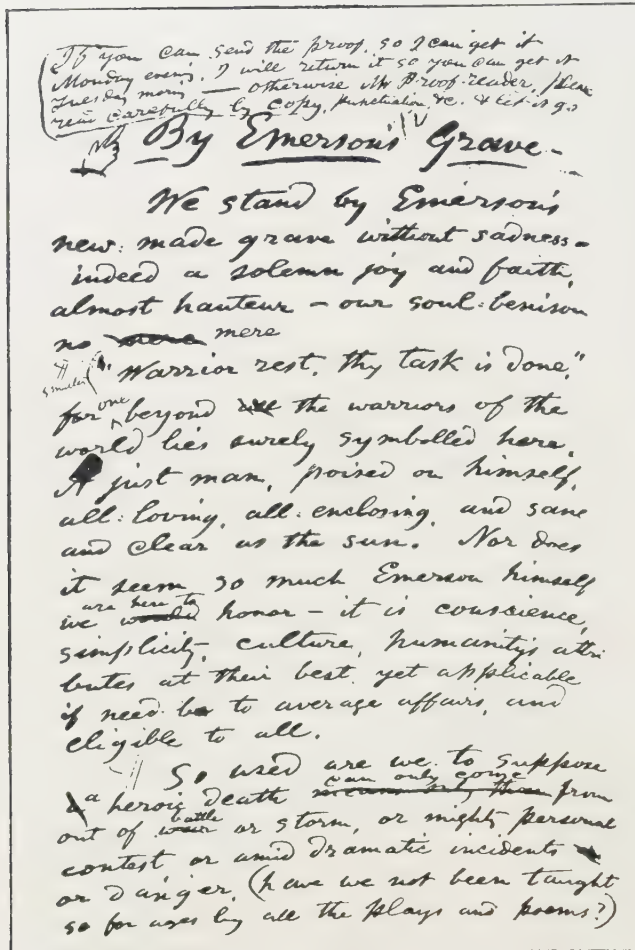 If you can send the proof, so I can get it
Monday even'g, I will return it so you can get it
Tuesday morn'g — otherwise Mr Proof-reader, please
read carefully by copy, punctuation, &c. & let it go
By Emerson's Grave —
We stand by Emerson's
new-made grave without sadness —
indeed a solemn joy and faith,
almost hauteur — our soul-benison
no mere
"Warrior rest, thy task is done,"
for one beyond the warriors of the
world lies surely symbolled here.
A just man, poised on himself,
all-loving, all-enclosing, and sane
and clear as the sun. Nor does
it seem so much Emerson himself
we are here to honor — it is conscience,
simplicity, culture, humanity's attri
butes at their best, yet applicable
if need be to average affairs, and
eligible to all.
So used are we to suppose
a heroic death can only come from
out of battle or storm, or mighty personal
contest or amid dramatic incidents
or danger, (have we not been taught
so for ages by all the plays and poems?)